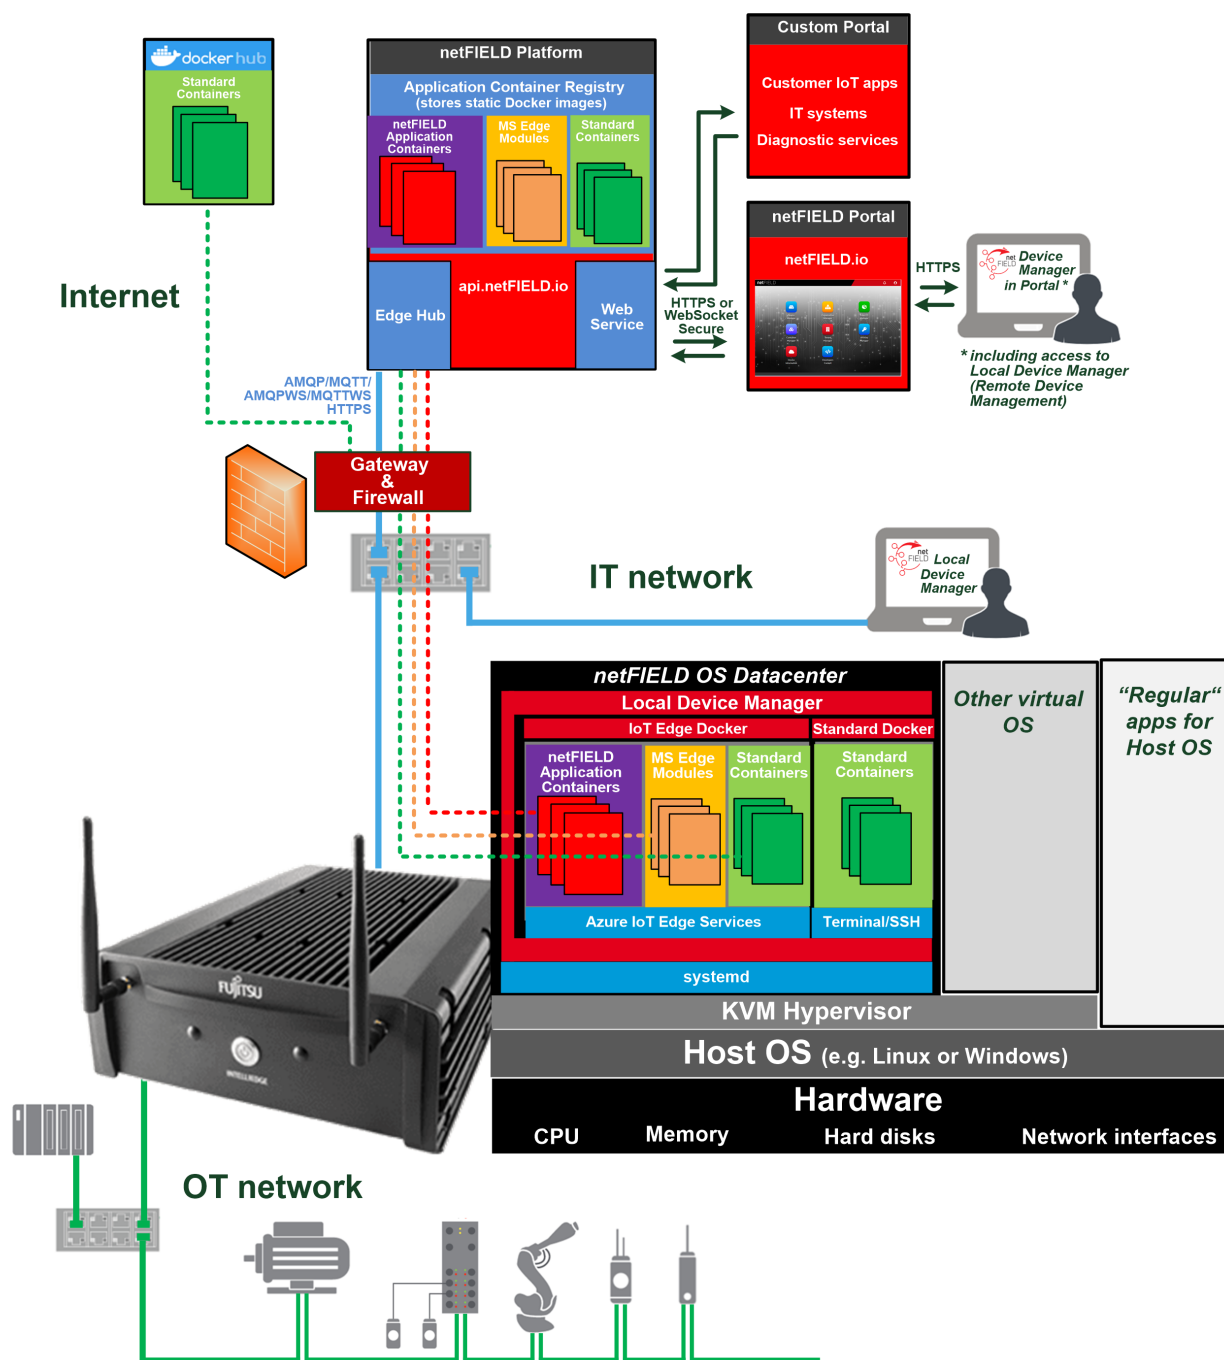 docker hub
Standard
Containers
netFIELD Platform
Application Container Registry
(stores static Docker images)
netFIELD
Application
Containers
MS Edge
Modules
Standard
Containers
Edge Hub
api.netFIELD.io
Web
Service
Custom Portal
Customer IoT apps
IT systems
Diagnostic services
netFIELD Portal
netFIELD.io
HTTPS or
WebSocket
Secure
HTTPS
net
FIELD
Device
Manager
in Portal *
* including access to
Local Device Manager
(Remote Device
Management)
Internet
AMQP/MQTT/
AMQPWS/MQTTWS
HTTPS
Gateway
&
Firewall
IT network
net
FIELD
Local
Device
Manager
netFIELD OS Datacenter
Local Device Manager
IoT Edge Docker
Standard Docker
netFIELD
Application
Containers
MS Edge
Modules
Standard
Containers
Standard
Containers
Azure IoT Edge Services
Terminal/SSH
systemd
Other virtual
OS
“Regular“
apps for
Host OS
KVM Hypervisor
Host OS (e.g. Linux or Windows)
Hardware
CPU
Memory
Hard disks
Network interfaces
FUJITSU
INTELLIEDGE
OT network